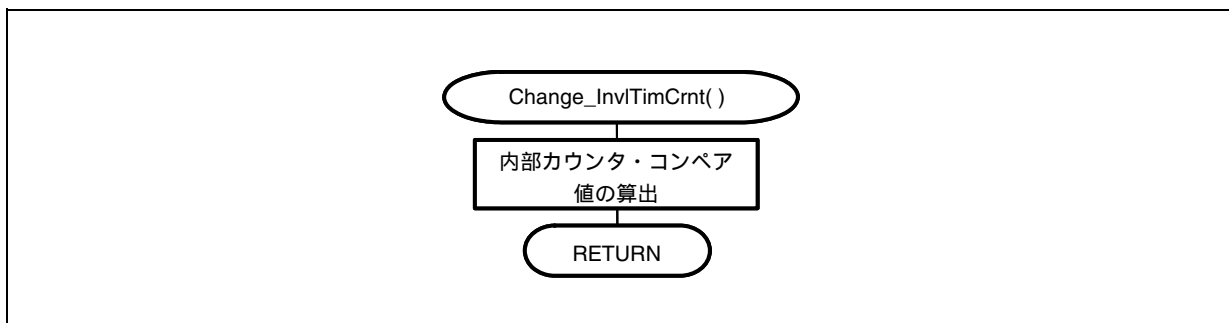 Change_InvlTimCrnt( )
内部カウンタ・コンペア
値の算出
RETURN